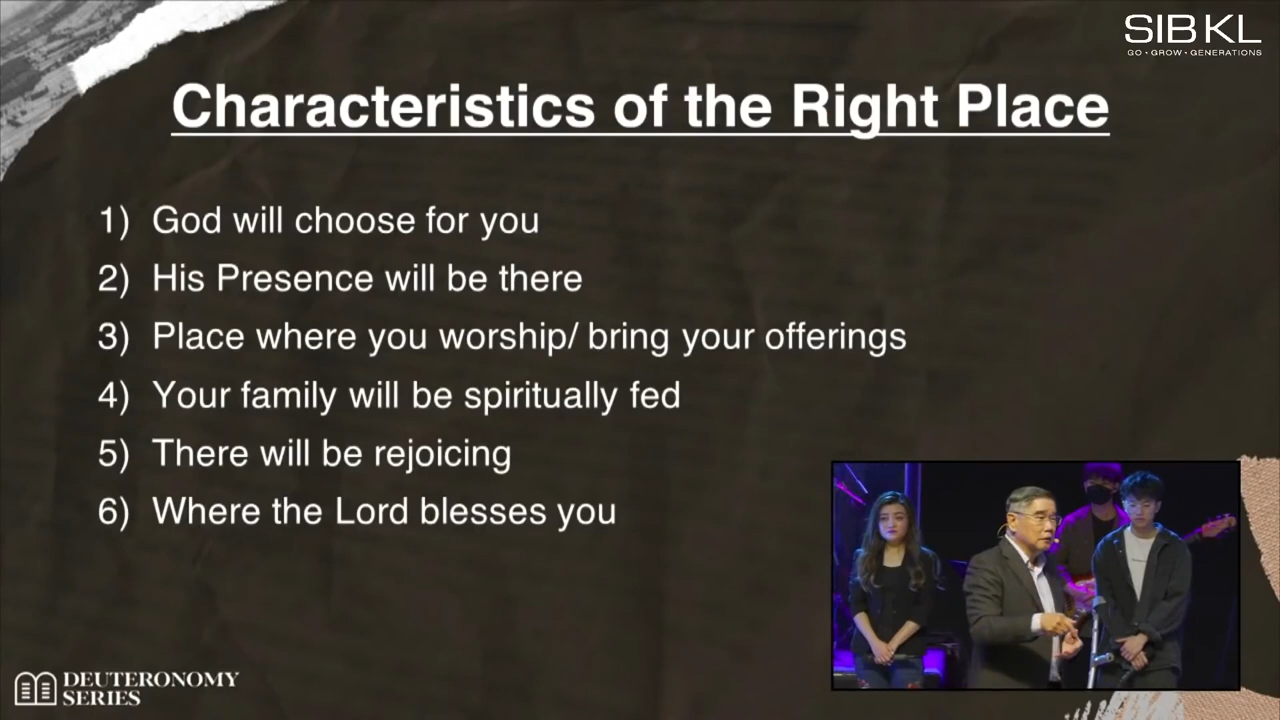 SIBKL
GO • GROW • GENERATIONS
Characteristics of the Right Place
1) God will choose for you
2) His Presence will be there
3) Place where you worship/ bring your offerings
4) Your family will be spiritually fed
5) There will be rejoicing
6) Where the Lord blesses you
DEUTERONOMY
SERIES